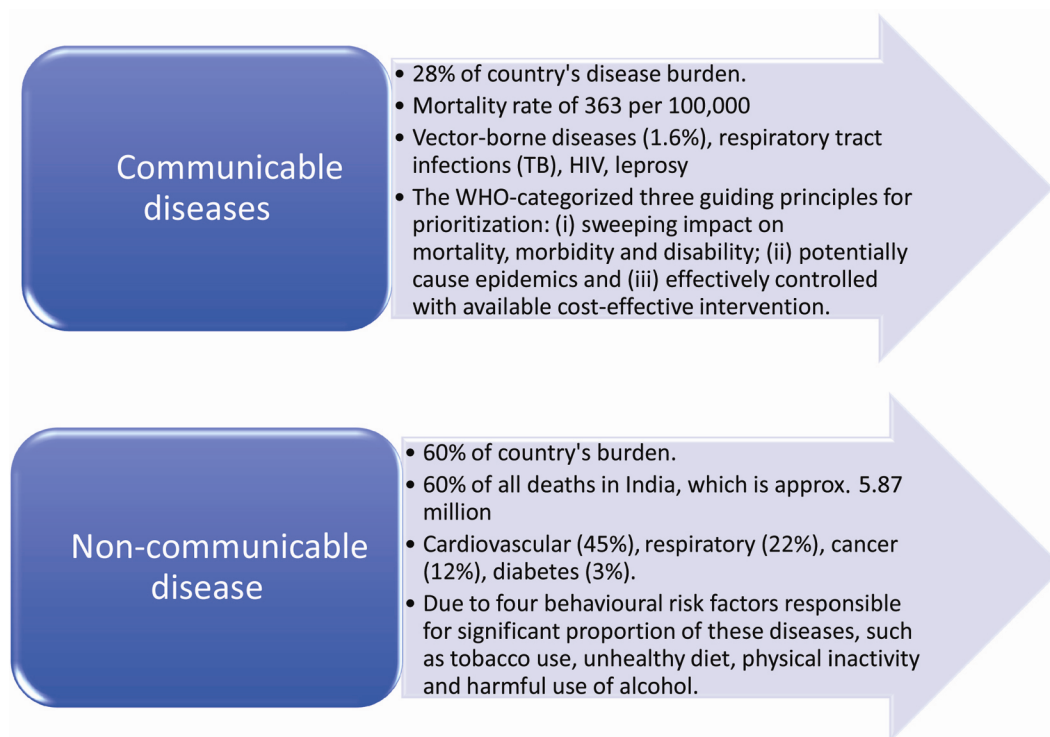 Communicable
diseases
• 28% of country's disease burden.
• Mortality rate of 363 per 100,000
• Vector-borne diseases (1.6%), respiratory tract
infections (TB), HIV, leprosy
• The WHO-categorized three guiding principles for
prioritization: (i) sweeping impact on
mortality, morbidity and disability; (ii) potentially
cause epidemics and (iii) effectively controlled
with available cost-effective intervention.
Non-communicable
disease
• 60% of country's burden.
• 60% of all deaths in India, which is approx. 5.87
million
• Cardiovascular (45%), respiratory (22%), cancer
(12%), diabetes (3%).
• Due to four behavioural risk factors responsible
for significant proportion of these diseases, such
as tobacco use, unhealthy diet, physical inactivity
and harmful use of alcohol.